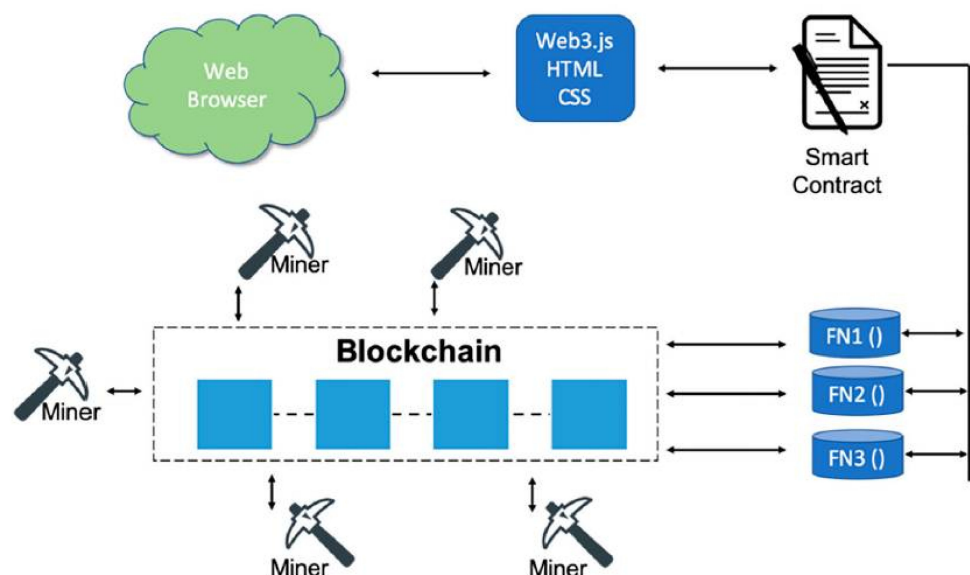 Web
Browser
Web3.js
HTML
CSS
Smart
Contract
Miner
Miner
Miner
Blockchain
FN1 ()
FN2 ()
FN3 ()
Miner
Miner